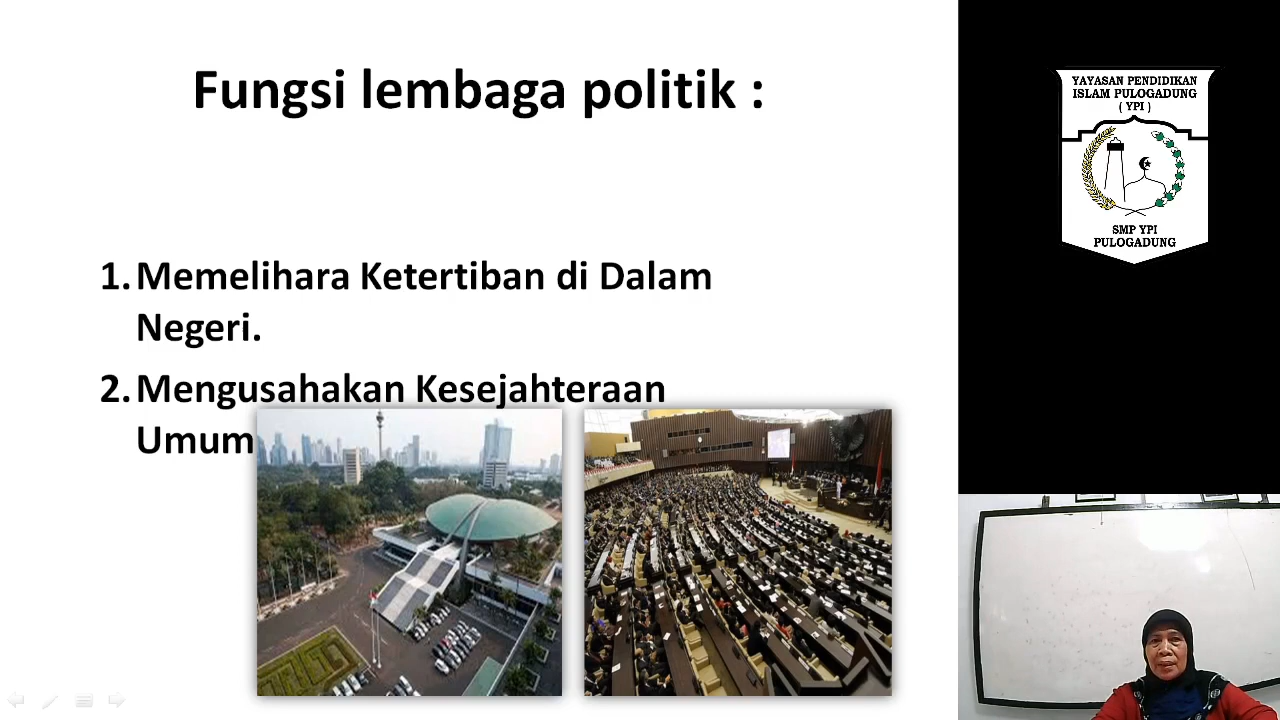 Fungsi lembaga politik :
1. Memelihara Ketertiban di Dalam
Negeri.
2. Mengusahakan Kesejahteraan
Umum
YAYASAN PENDIDIKAN
ISLAM PULOGADUNG
( YPI )
SMP YPI
PULOGADUNG